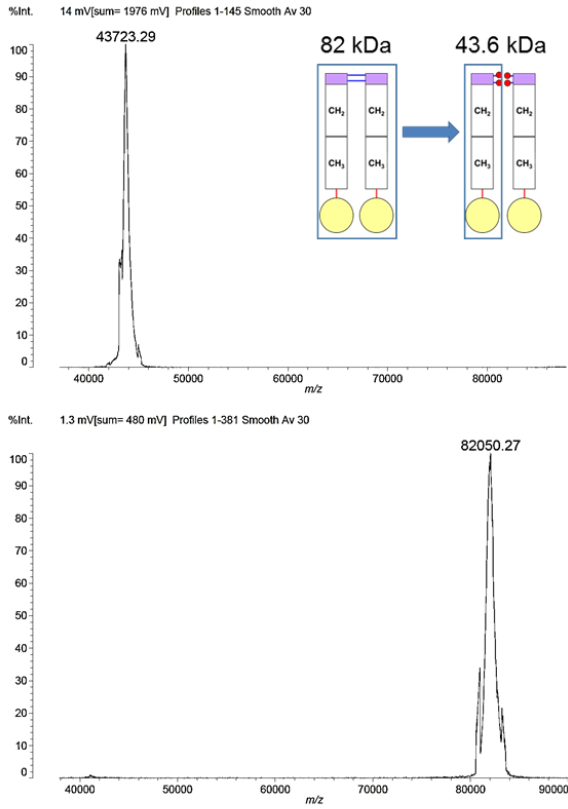 %Int. 14 mV[sum= 1976 mV] Profiles 1-145 Smooth Av 30
43723.29
82 kDa 43.6 kDa
100
90
80
70
60
50
40
30
20
10
0
CH2 CH2 CH2 CH2
CH3 CH3 CH3 CH3
40000 50000 60000 70000 80000
m/z
%Int. 1.3 mV[sum= 480 mV] Profiles 1-381 Smooth Av 30
82050.27
100
90
80
70
60
50
40
30
20
10
0
40000 50000 60000 70000 80000 90000
m/z